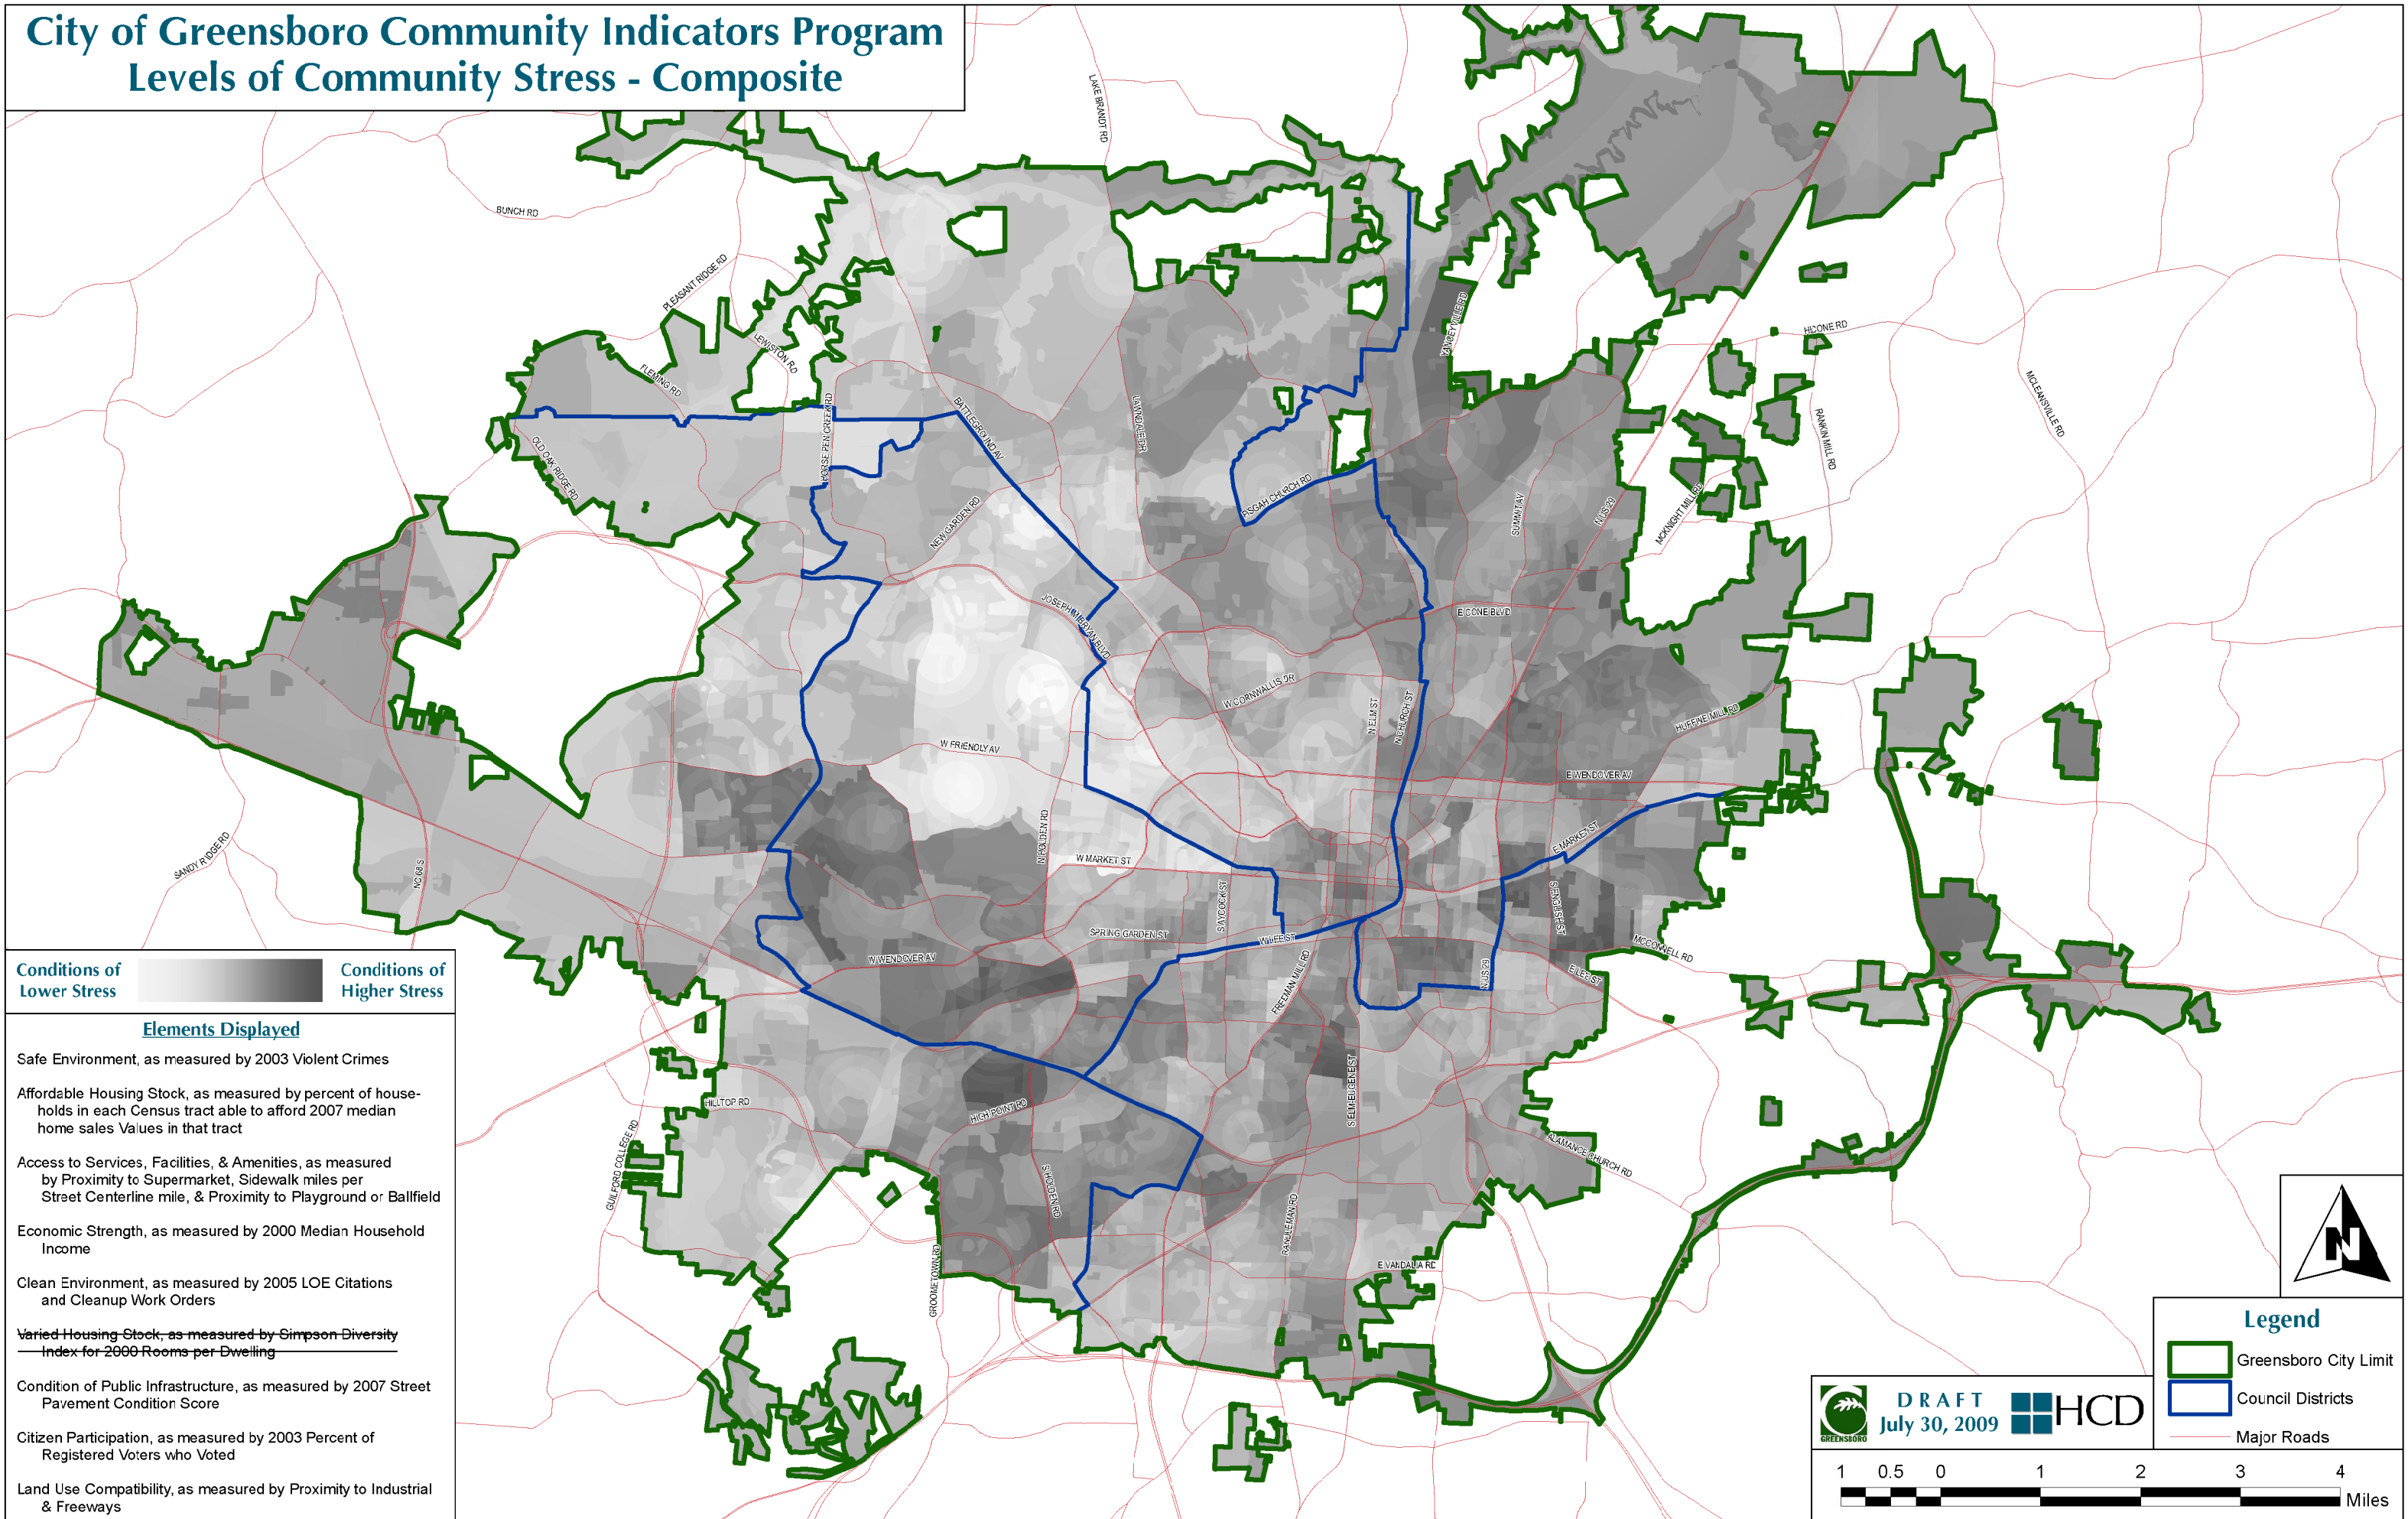 City of Greensboro Community Indicators Program
Levels of Community Stress - Composite
LAKE BRANDT RD
BUNCH RD
PLEASANT RIDGE RD
LEWISTON RD
FLEMING RD
HORSE PEN CREEK RD
OLD OAK RIDGE RD
BATTLEGROUND AV
LAWNDALE DR
YANCEYVILLE RD
HICONE RD
RANKIN MILL RD
MCLEANSVILLE RD
MCKNIGHT MILL RD
NEW GARDEN RD
PISGAH CHURCH RD
SUMMIT AV
N US 29
JOSEPH M BRYAN BLVD
E CONE BLVD
W CORNWALLIS DR
N ELM ST
N CHURCH ST
HUFFINE MILL RD
W FRIENDLY AV
E WENDOVER AV
SANDY RIDGE RD
NC 68 S
N HOLDEN RD
W MARKET ST
E MARKET ST
S AYCOCK ST
S ENGLISH ST
SPRING GARDEN ST
W LEE ST
W WENDOVER AV
MCCONNELL RD
E LEE ST
N US 29
FREEMAN MILL RD
HILLTOP RD
HIGH POINT RD
S ELM-EUGENE ST
GUILFORD COLLEGE RD
ALAMANCE CHURCH RD
S HOLDEN RD
RANDLEMAN RD
GROOMETOWN RD
E VANDALIA RD
Conditions of
Lower Stress
Conditions of
Higher Stress
Elements Displayed
Safe Environment, as measured by 2003 Violent Crimes
Affordable Housing Stock, as measured by percent of house-
holds in each Census tract able to afford 2007 median
home sales Values in that tract
Access to Services, Facilities, & Amenities, as measured
by Proximity to Supermarket, Sidewalk miles per
Street Centerline mile, & Proximity to Playground or Ballfield
Economic Strength, as measured by 2000 Median Household
Income
Clean Environment, as measured by 2005 LOE Citations
and Cleanup Work Orders
Varied Housing Stock, as measured by Simpson Diversity
Index for 2000 Rooms per Dwelling
Condition of Public Infrastructure, as measured by 2007 Street
Pavement Condition Score
Citizen Participation, as measured by 2003 Percent of
Registered Voters who Voted
Land Use Compatibility, as measured by Proximity to Industrial
& Freeways
N
Legend
Greensboro City Limit
Council Districts
Major Roads
GREENSBORO
DRAFT
July 30, 2009
HCD
1 0.5 0 1 2 3 4
Miles